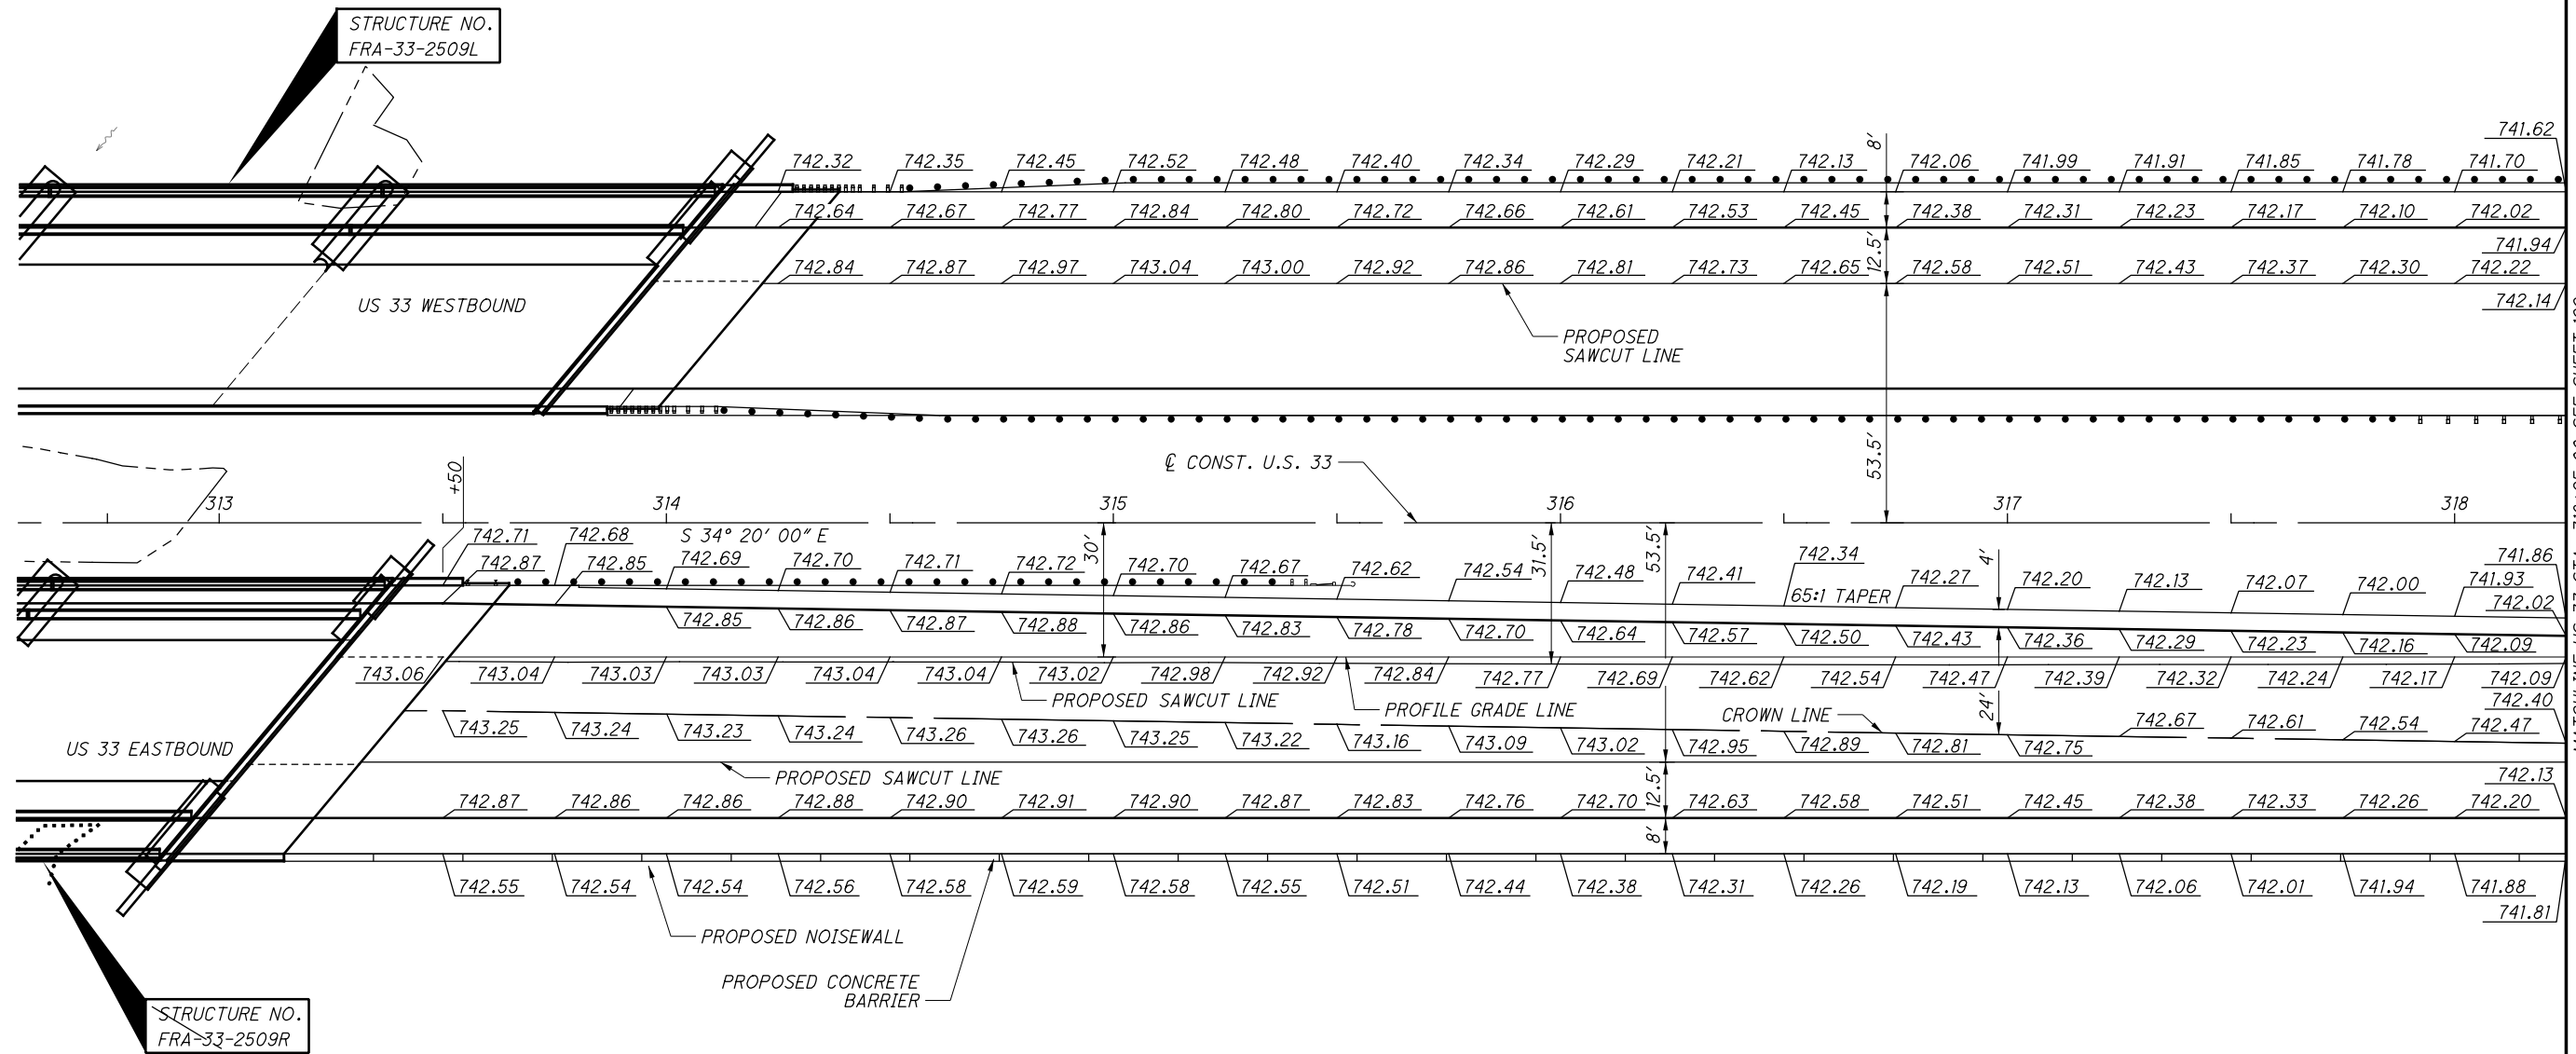 STRUCTURE NO.
FRA-33-2509L
741.62
742.32 742.35 742.45 742.52 742.48 742.40 742.34 742.29 742.21 742.13 8' 742.06 741.99 741.91 741.85 741.78 741.70
742.64 742.67 742.77 742.84 742.80 742.72 742.66 742.61 742.53 742.45 742.38 742.31 742.23 742.17 742.10 742.02
741.94
742.84 742.87 742.97 743.04 743.00 742.92 742.86 742.81 742.73 742.65 12.5' 742.58 742.51 742.43 742.37 742.30 742.22
742.14
US 33 WESTBOUND
PROPOSED
SAWCUT LINE
℄ CONST. U.S. 33
53.5'
+50
313 314 315 316 317 318
742.71 742.68 S 34° 20' 00" E
742.87 742.85 742.69 742.70 742.71 742.72 30' 742.70 742.67 742.62 742.54 31.5' 742.48 53.5' 742.41 742.34 742.27 4' 742.20 742.13 742.07 742.00 741.93
741.86
65:1 TAPER
742.02
742.85 742.86 742.87 742.88 742.86 742.83 742.78 742.70 742.64 742.57 742.50 742.43 742.36 742.29 742.23 742.16 742.09
743.06 743.04 743.03 743.03 743.04 743.04 743.02 742.98 742.92 742.84 742.77 742.69 742.62 742.54 742.47 742.39 742.32 742.24 742.17 742.09
PROPOSED SAWCUT LINE
PROFILE GRADE LINE
CROWN LINE
24'
742.40
743.25 743.24 743.23 743.24 743.26 743.26 743.25 743.22 743.16 743.09 743.02 742.95 742.89 742.81 742.75 742.67 742.61 742.54 742.47
US 33 EASTBOUND
PROPOSED SAWCUT LINE
742.13
742.87 742.86 742.86 742.88 742.90 742.91 742.90 742.87 742.83 742.76 742.70 12.5' 742.63 742.58 742.51 742.45 742.38 742.33 742.26 742.20
8'
742.55 742.54 742.54 742.56 742.58 742.59 742.58 742.55 742.51 742.44 742.38 742.31 742.26 742.19 742.13 742.06 742.01 741.94 741.88
741.81
PROPOSED NOISEWALL
PROPOSED CONCRETE
BARRIER
STRUCTURE NO.
FRA-33-2509R